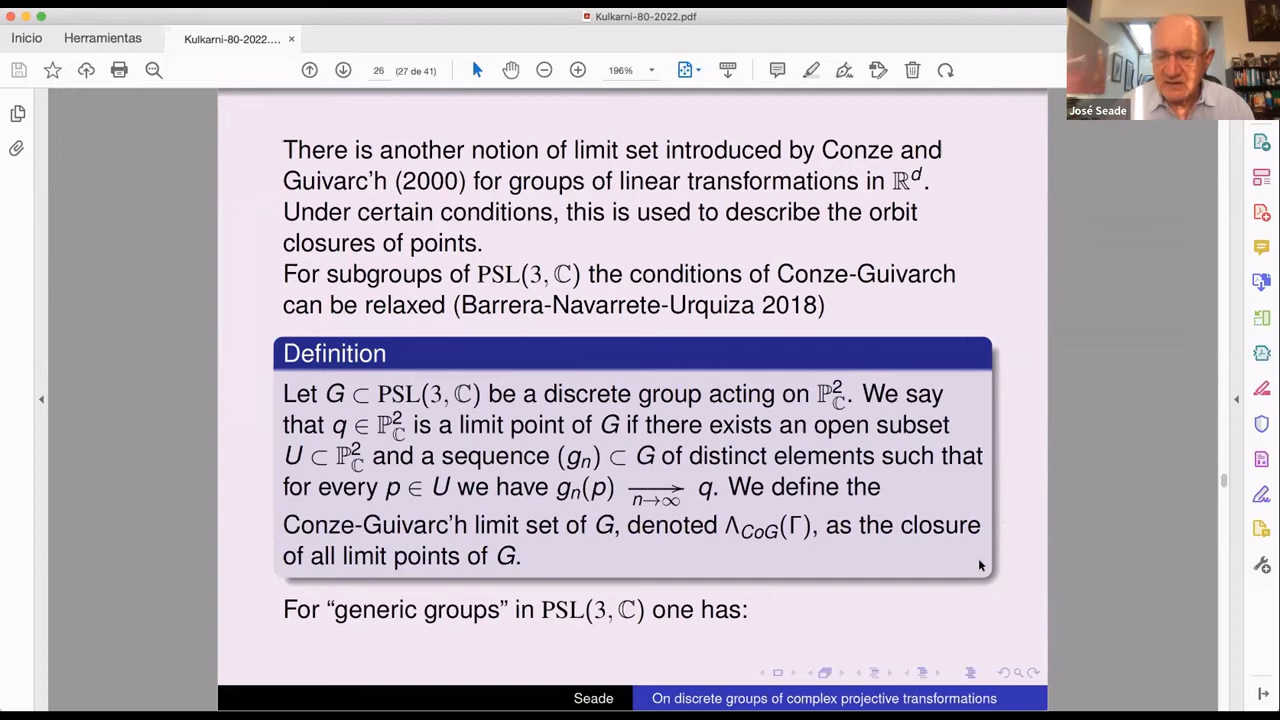 Kulkarni-80-2022.pdf
Inicio
Herramientas
Kulkarni-80-2022....
26 (27 de 41)
196%
José Seade
There is another notion of limit set introduced by Conze and
Guivarc'h (2000) for groups of linear transformations in ℝ^d.
Under certain conditions, this is used to describe the orbit
closures of points.
For subgroups of PSL(3, ℂ) the conditions of Conze-Guivarch
can be relaxed (Barrera-Navarrete-Urquiza 2018)
Definition
Let G ⊂ PSL(3, ℂ) be a discrete group acting on ℙ²_ℂ. We say
that q ∈ ℙ²_ℂ is a limit point of G if there exists an open subset
U ⊂ ℙ²_ℂ and a sequence (g_n) ⊂ G of distinct elements such that
for every p ∈ U we have g_n(p) ⟶_{n→∞} q. We define the
Conze-Guivarc'h limit set of G, denoted Λ_CoG(Γ), as the closure
of all limit points of G.
For “generic groups” in PSL(3, ℂ) one has:
Seade
On discrete groups of complex projective transformations